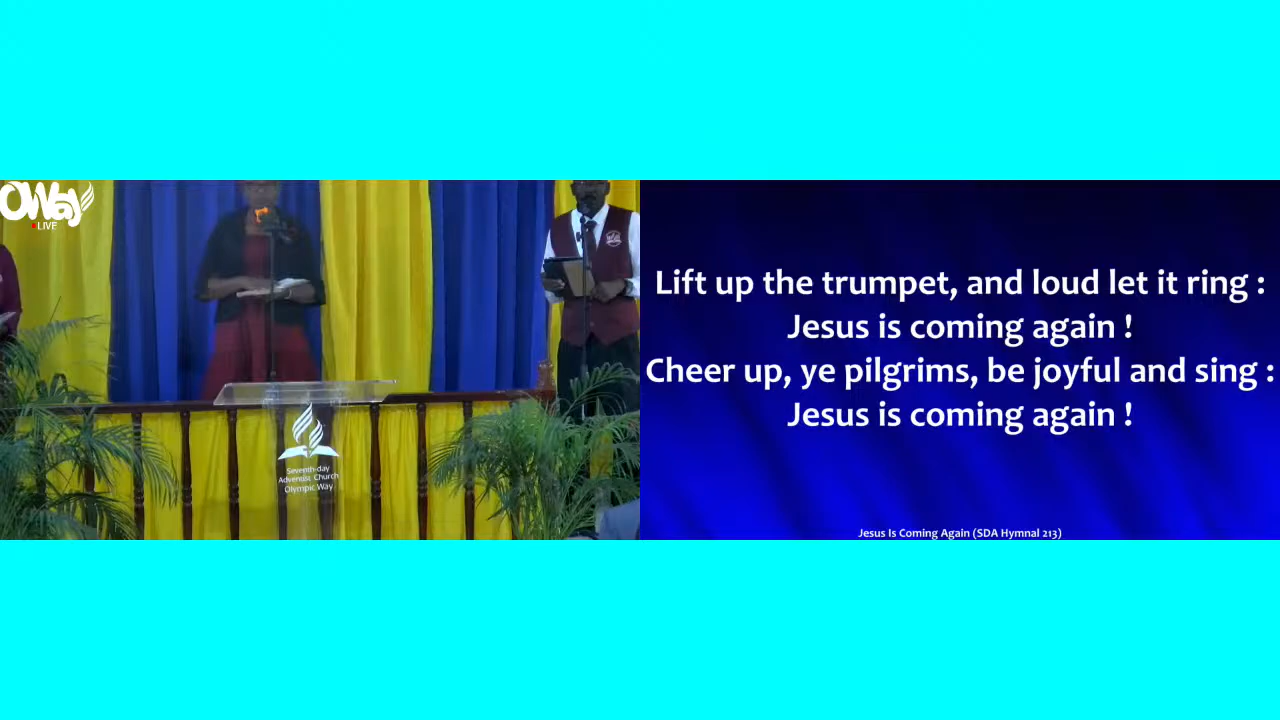 OWay
LIVE
Seventh-day
Adventist Church
Olympic Way
Lift up the trumpet, and loud let it ring :
Jesus is coming again !
Cheer up, ye pilgrims, be joyful and sing :
Jesus is coming again !
Jesus Is Coming Again (SDA Hymnal 213)